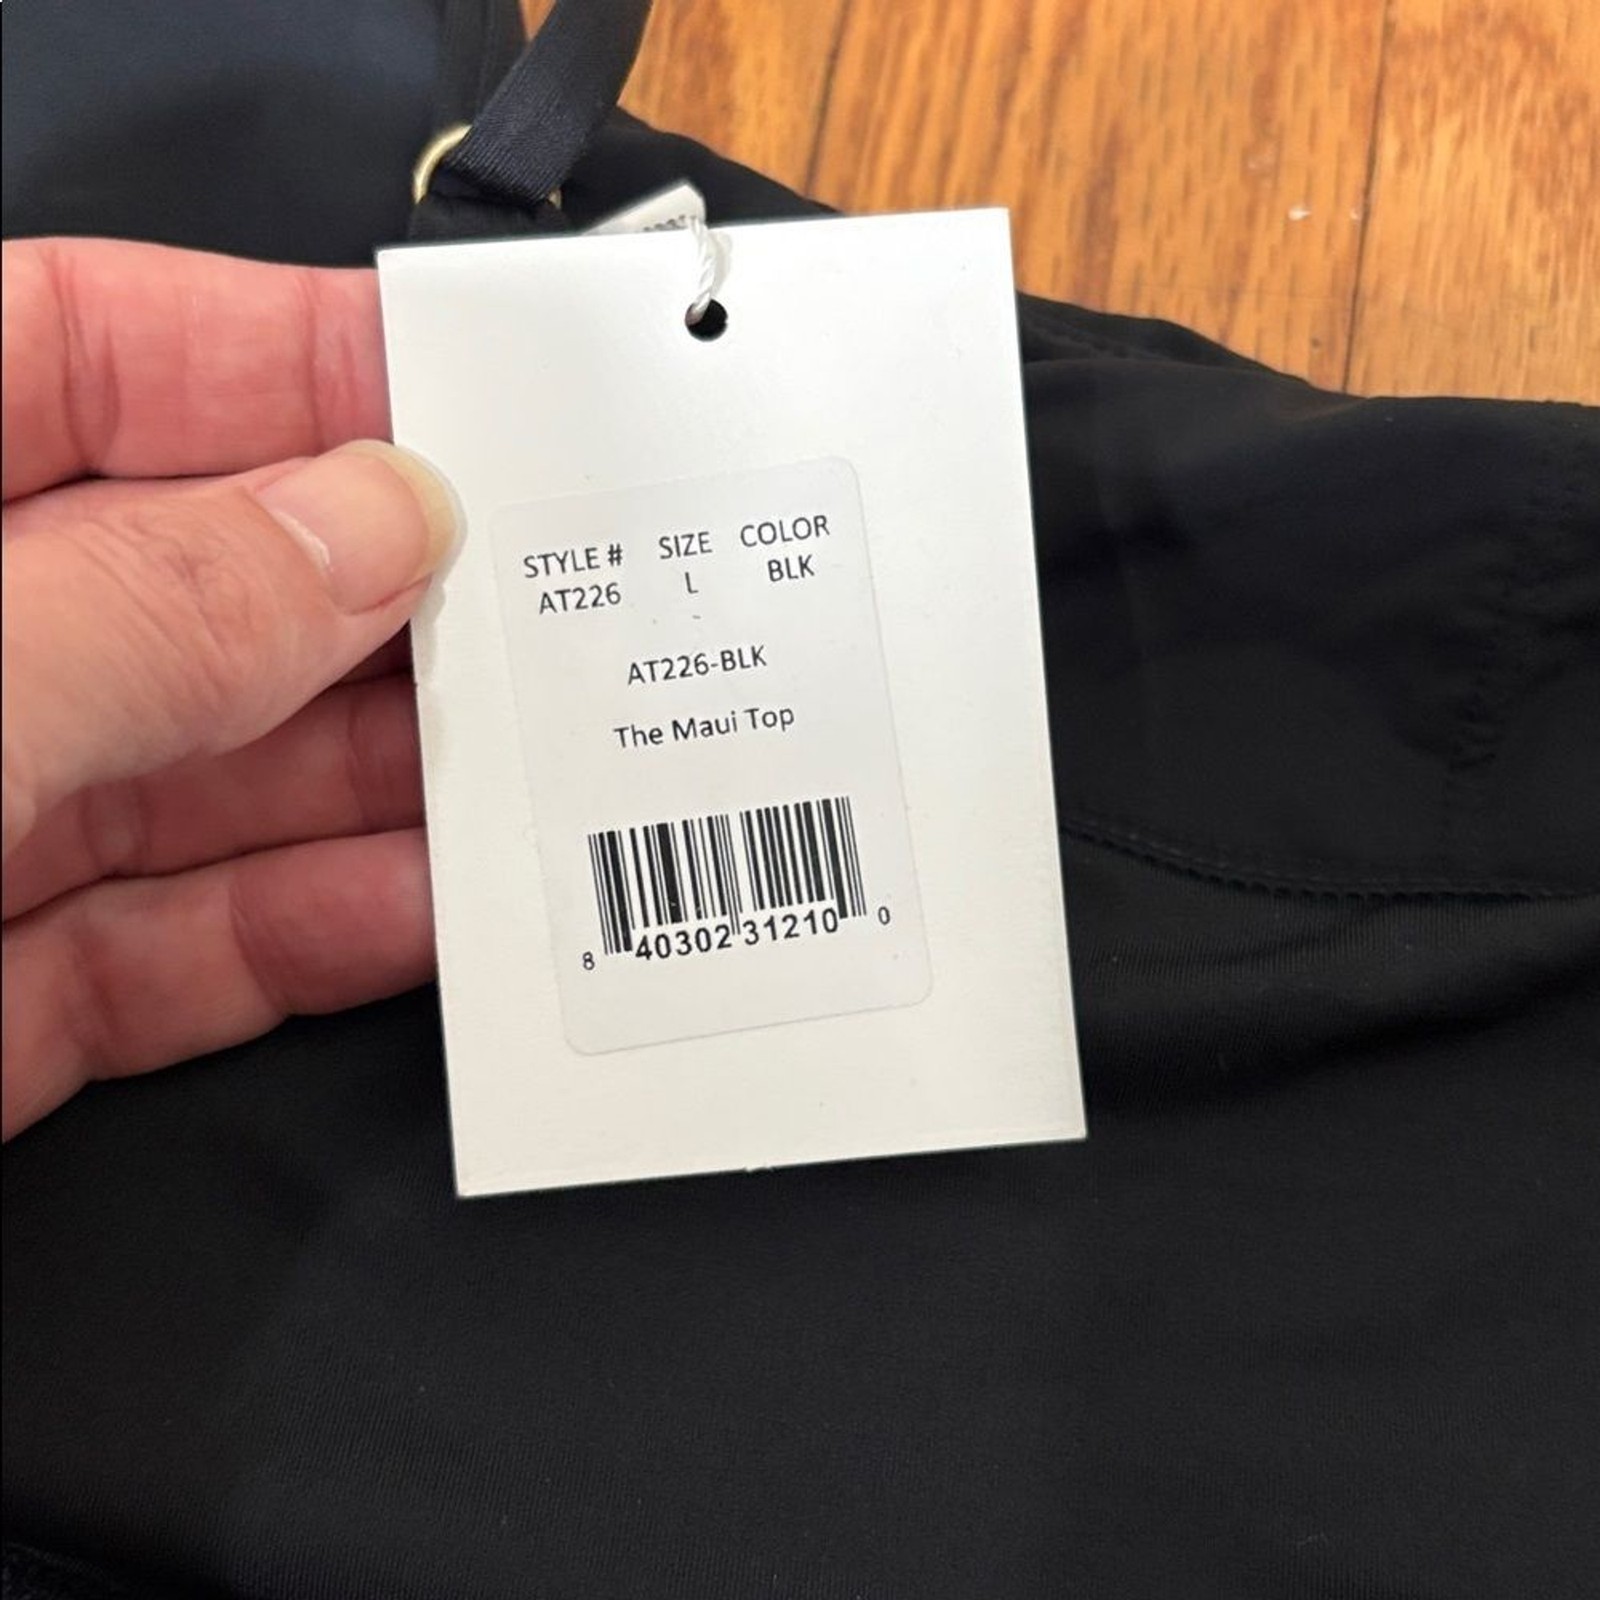 STYLE # SIZE COLOR
AT226 L BLK
AT226-BLK
The Maui Top
8 40302 31210 0